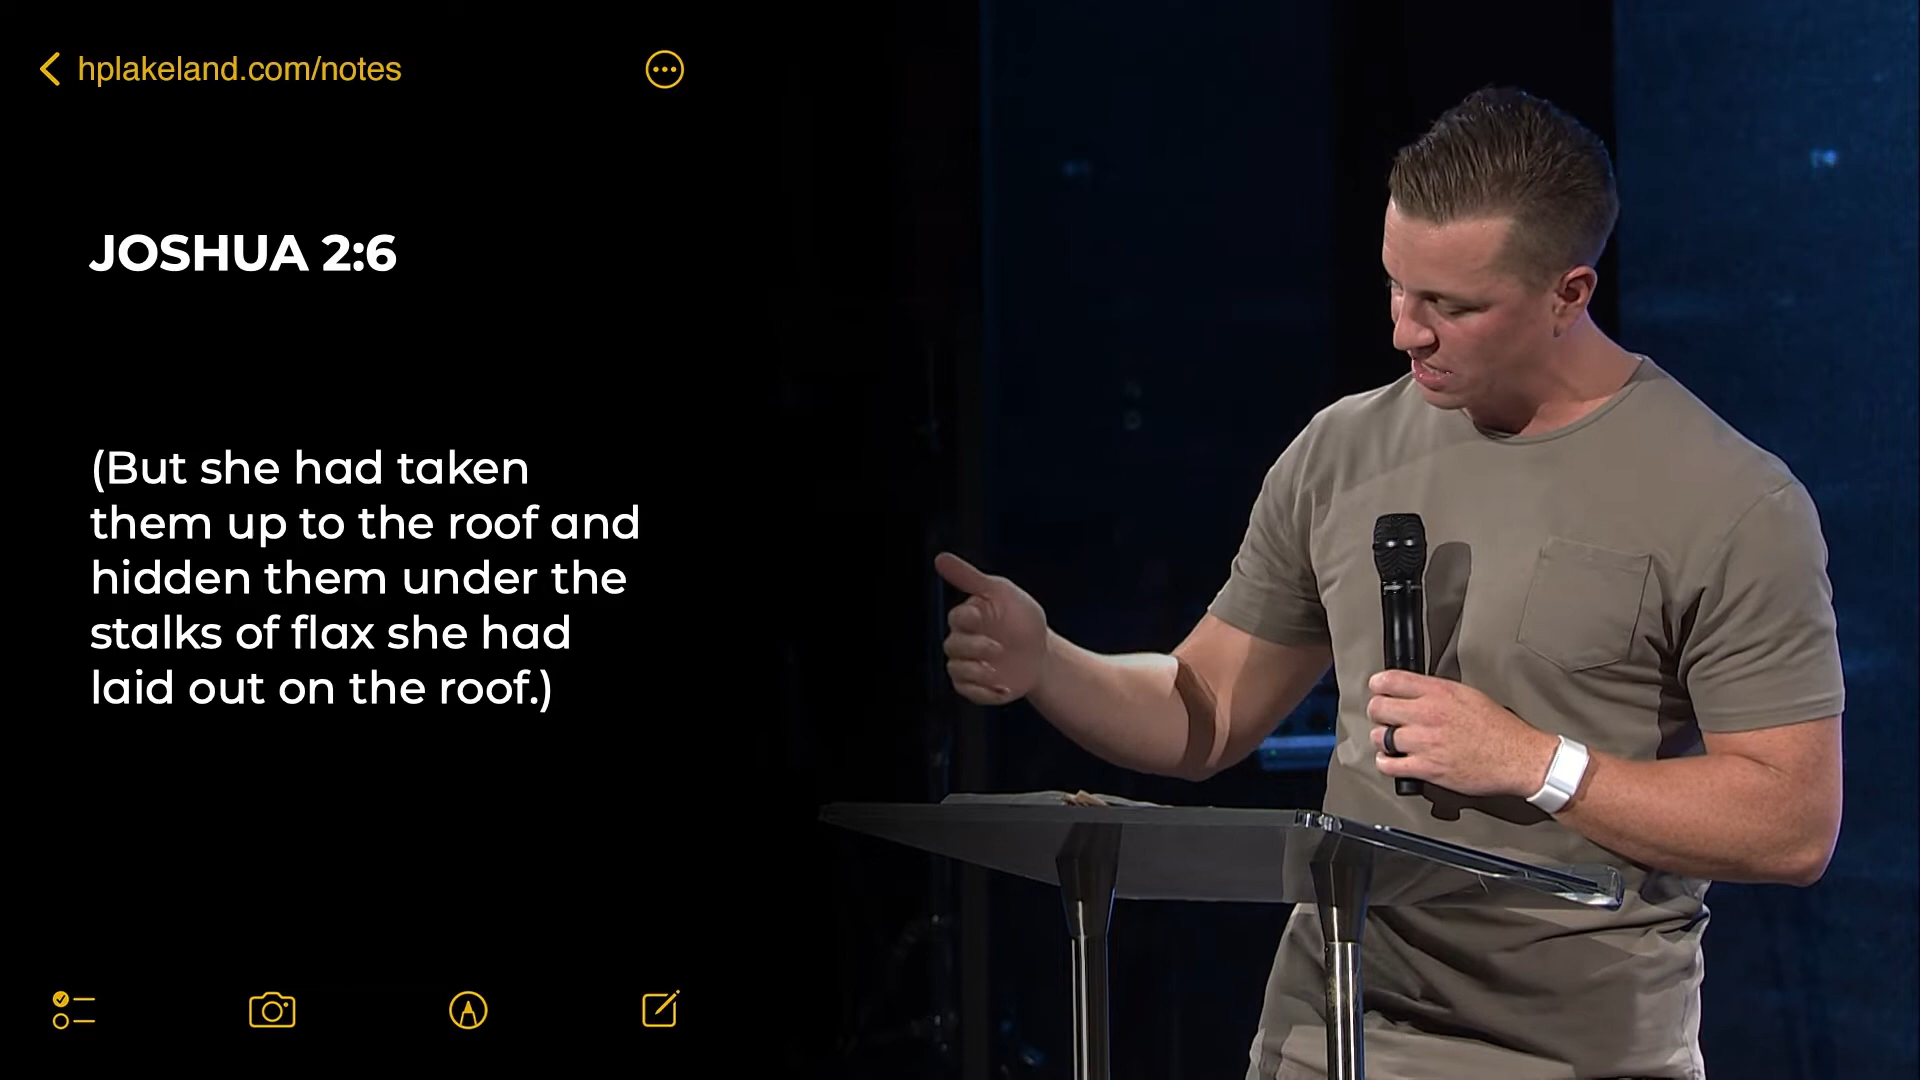 hplakeland.com/notes
JOSHUA 2:6
(But she had taken
them up to the roof and
hidden them under the
stalks of flax she had
laid out on the roof.)